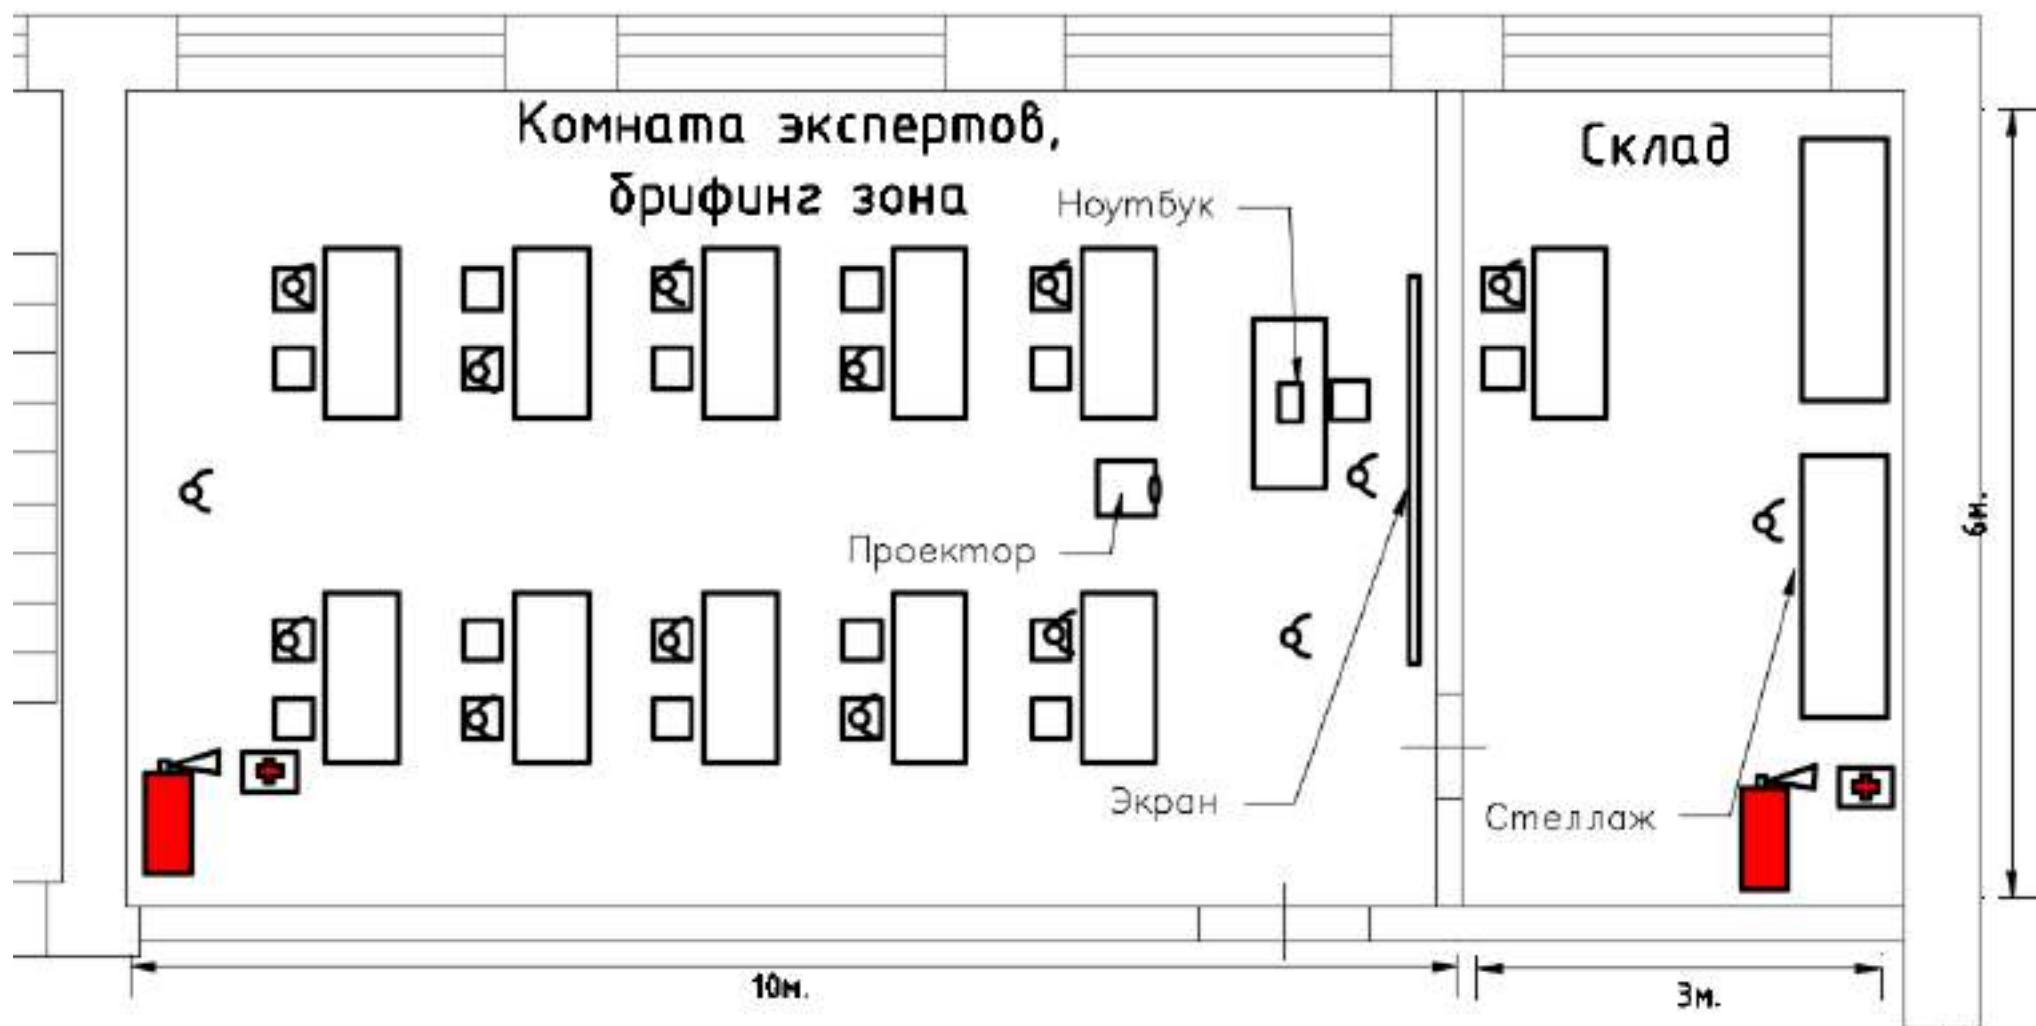 Комната экспертов,
брифинг зона
Склад
Ноутбук
Проектор
Экран
Стеллаж
6м.
10м.
3м.